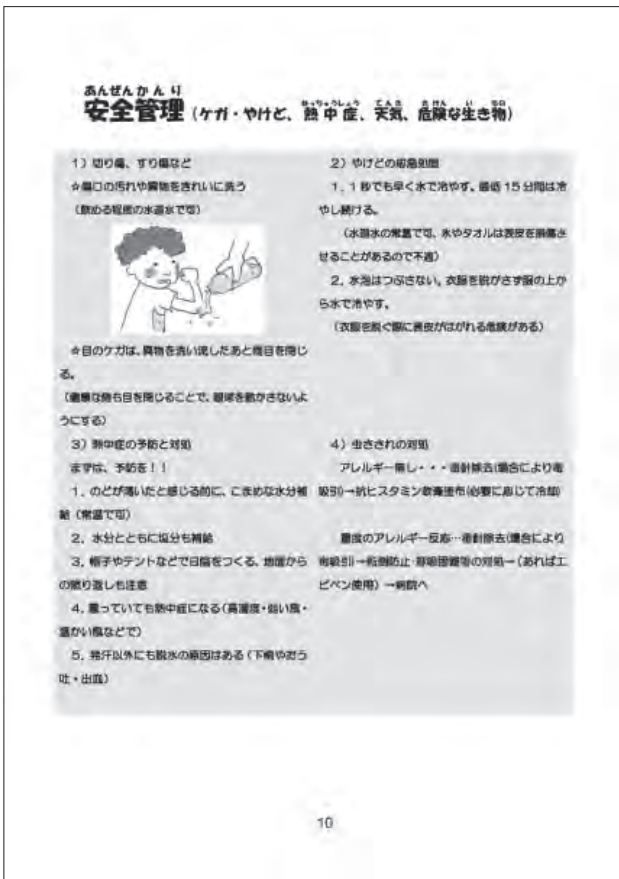 あんぜんかんり
安全管理（ケガ・やけど、熱中症、天気、危険な生き物）
ねっちゅうしょう てんき きけん い もの
1）切り傷、すり傷など
☆傷口の汚れや異物をきれいに洗う
（飲める程度の水道水で可）
☆目のケガは、異物を洗い流したあと両目を閉じ
る。
（健康な側も目を閉じることで、眼球を動かさないよ
うにする）
2）やけどの応急処置
1．1秒でも早く水で冷やす。最低15分間は冷
やし続ける。
（水道水の常温で可、氷やタオルは表皮を損傷さ
せることがあるので不適）
2．水泡はつぶさない。衣服を脱がさず服の上か
ら水で冷やす。
（衣服を脱ぐ際に表皮がはがれる危険がある）
3）熱中症の予防と対処
まずは、予防を！！
1．のどが渇いたと感じる前に、こまめな水分補
給（常温で可）
2．水分とともに塩分も補給
3．帽子やテントなどで日陰をつくる、地面から
の照り返しも注意
4．曇っていても熱中症になる（高湿度・弱い風・
温かい風などで）
5．発汗以外にも脱水の原因はある（下痢やおう
吐・出血）
4）虫さされの対処
アレルギー無し・・・毒針除去(場合により毒
吸引)→抗ヒスタミン軟膏塗布(必要に応じて冷却)
重度のアレルギー反応…毒針除去(場合により
毒吸引)→転倒防止・呼吸困難等の対処→（あればエ
ピペン使用）→病院へ
10